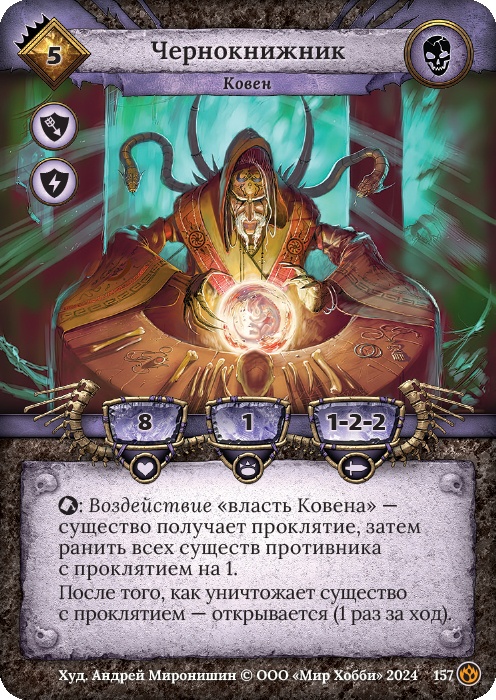 5
Чернокнижник
Ковен
8
1
1-2-2
: Воздействие «власть Ковена» —
существо получает проклятие, затем
ранить всех существ противника
с проклятием на 1.
После того, как уничтожает существо
с проклятием — открывается (1 раз за ход).
Худ. Андрей Миронишин © ООО «Мир Хобби» 2024 157